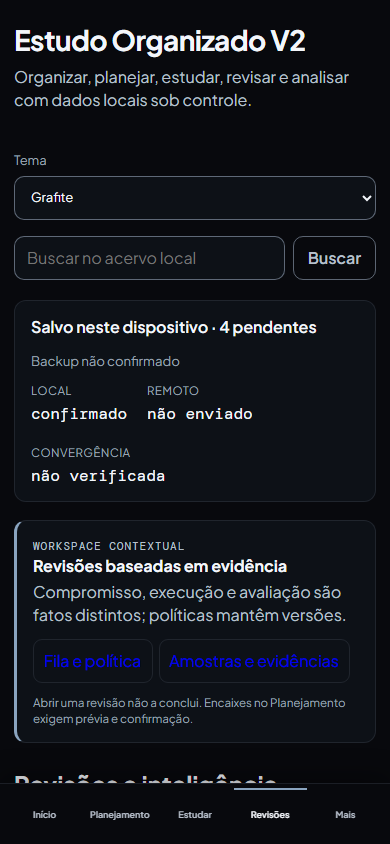 Estudo Organizado V2
Organizar, planejar, estudar, revisar e analisar
com dados locais sob controle.
Tema
Grafite
Buscar no acervo local
Buscar
Salvo neste dispositivo · 4 pendentes
Backup não confirmado
LOCAL
REMOTO
confirmado
não enviado
CONVERGÊNCIA
não verificada
WORKSPACE CONTEXTUAL
Revisões baseadas em evidência
Compromisso, execução e avaliação são
fatos distintos; políticas mantêm versões.
Fila e política
Amostras e evidências
Abrir uma revisão não a conclui. Encaixes no Planejamento
exigem prévia e confirmação.
Revisões e inteligência
Início
Planejamento
Estudar
Revisões
Mais